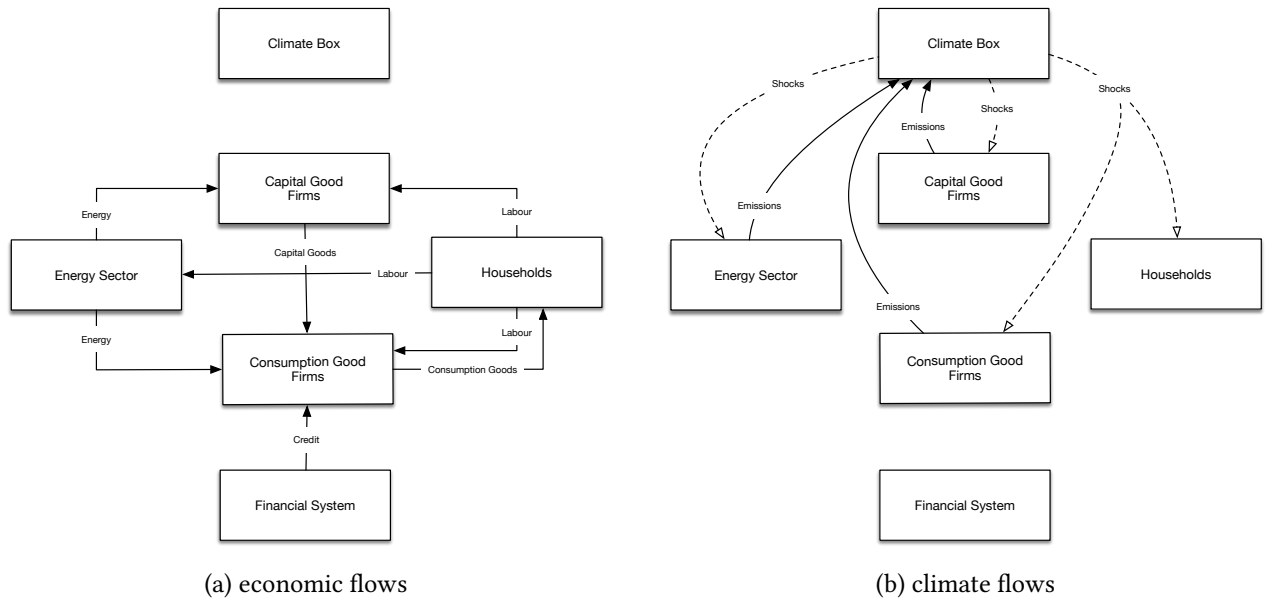 Climate Box
Capital Good
Firms
Energy
Labour
Capital Goods
Energy Sector
Labour
Households
Energy
Labour
Consumption Good
Firms
Consumption Goods
Credit
Financial System
(a) economic flows
Climate Box
Shocks
Shocks
Shocks
Emissions
Capital Good
Firms
Emissions
Energy Sector
Households
Emissions
Consumption Good
Firms
Financial System
(b) climate flows